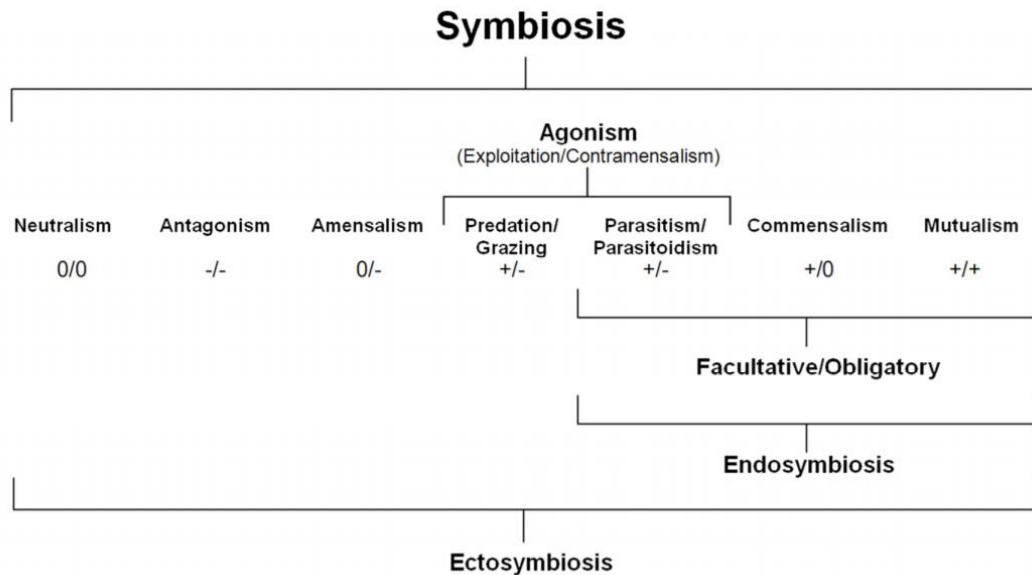 Symbiosis
Agonism
(Exploitation/Contramensalism)
Neutralism Antagonism Amensalism Predation/ Parasitism/ Commensalism Mutualism
Grazing Parasitoidism
0/0 -/- 0/- +/- +/- +/0 +/+
Facultative/Obligatory
Endosymbiosis
Ectosymbiosis